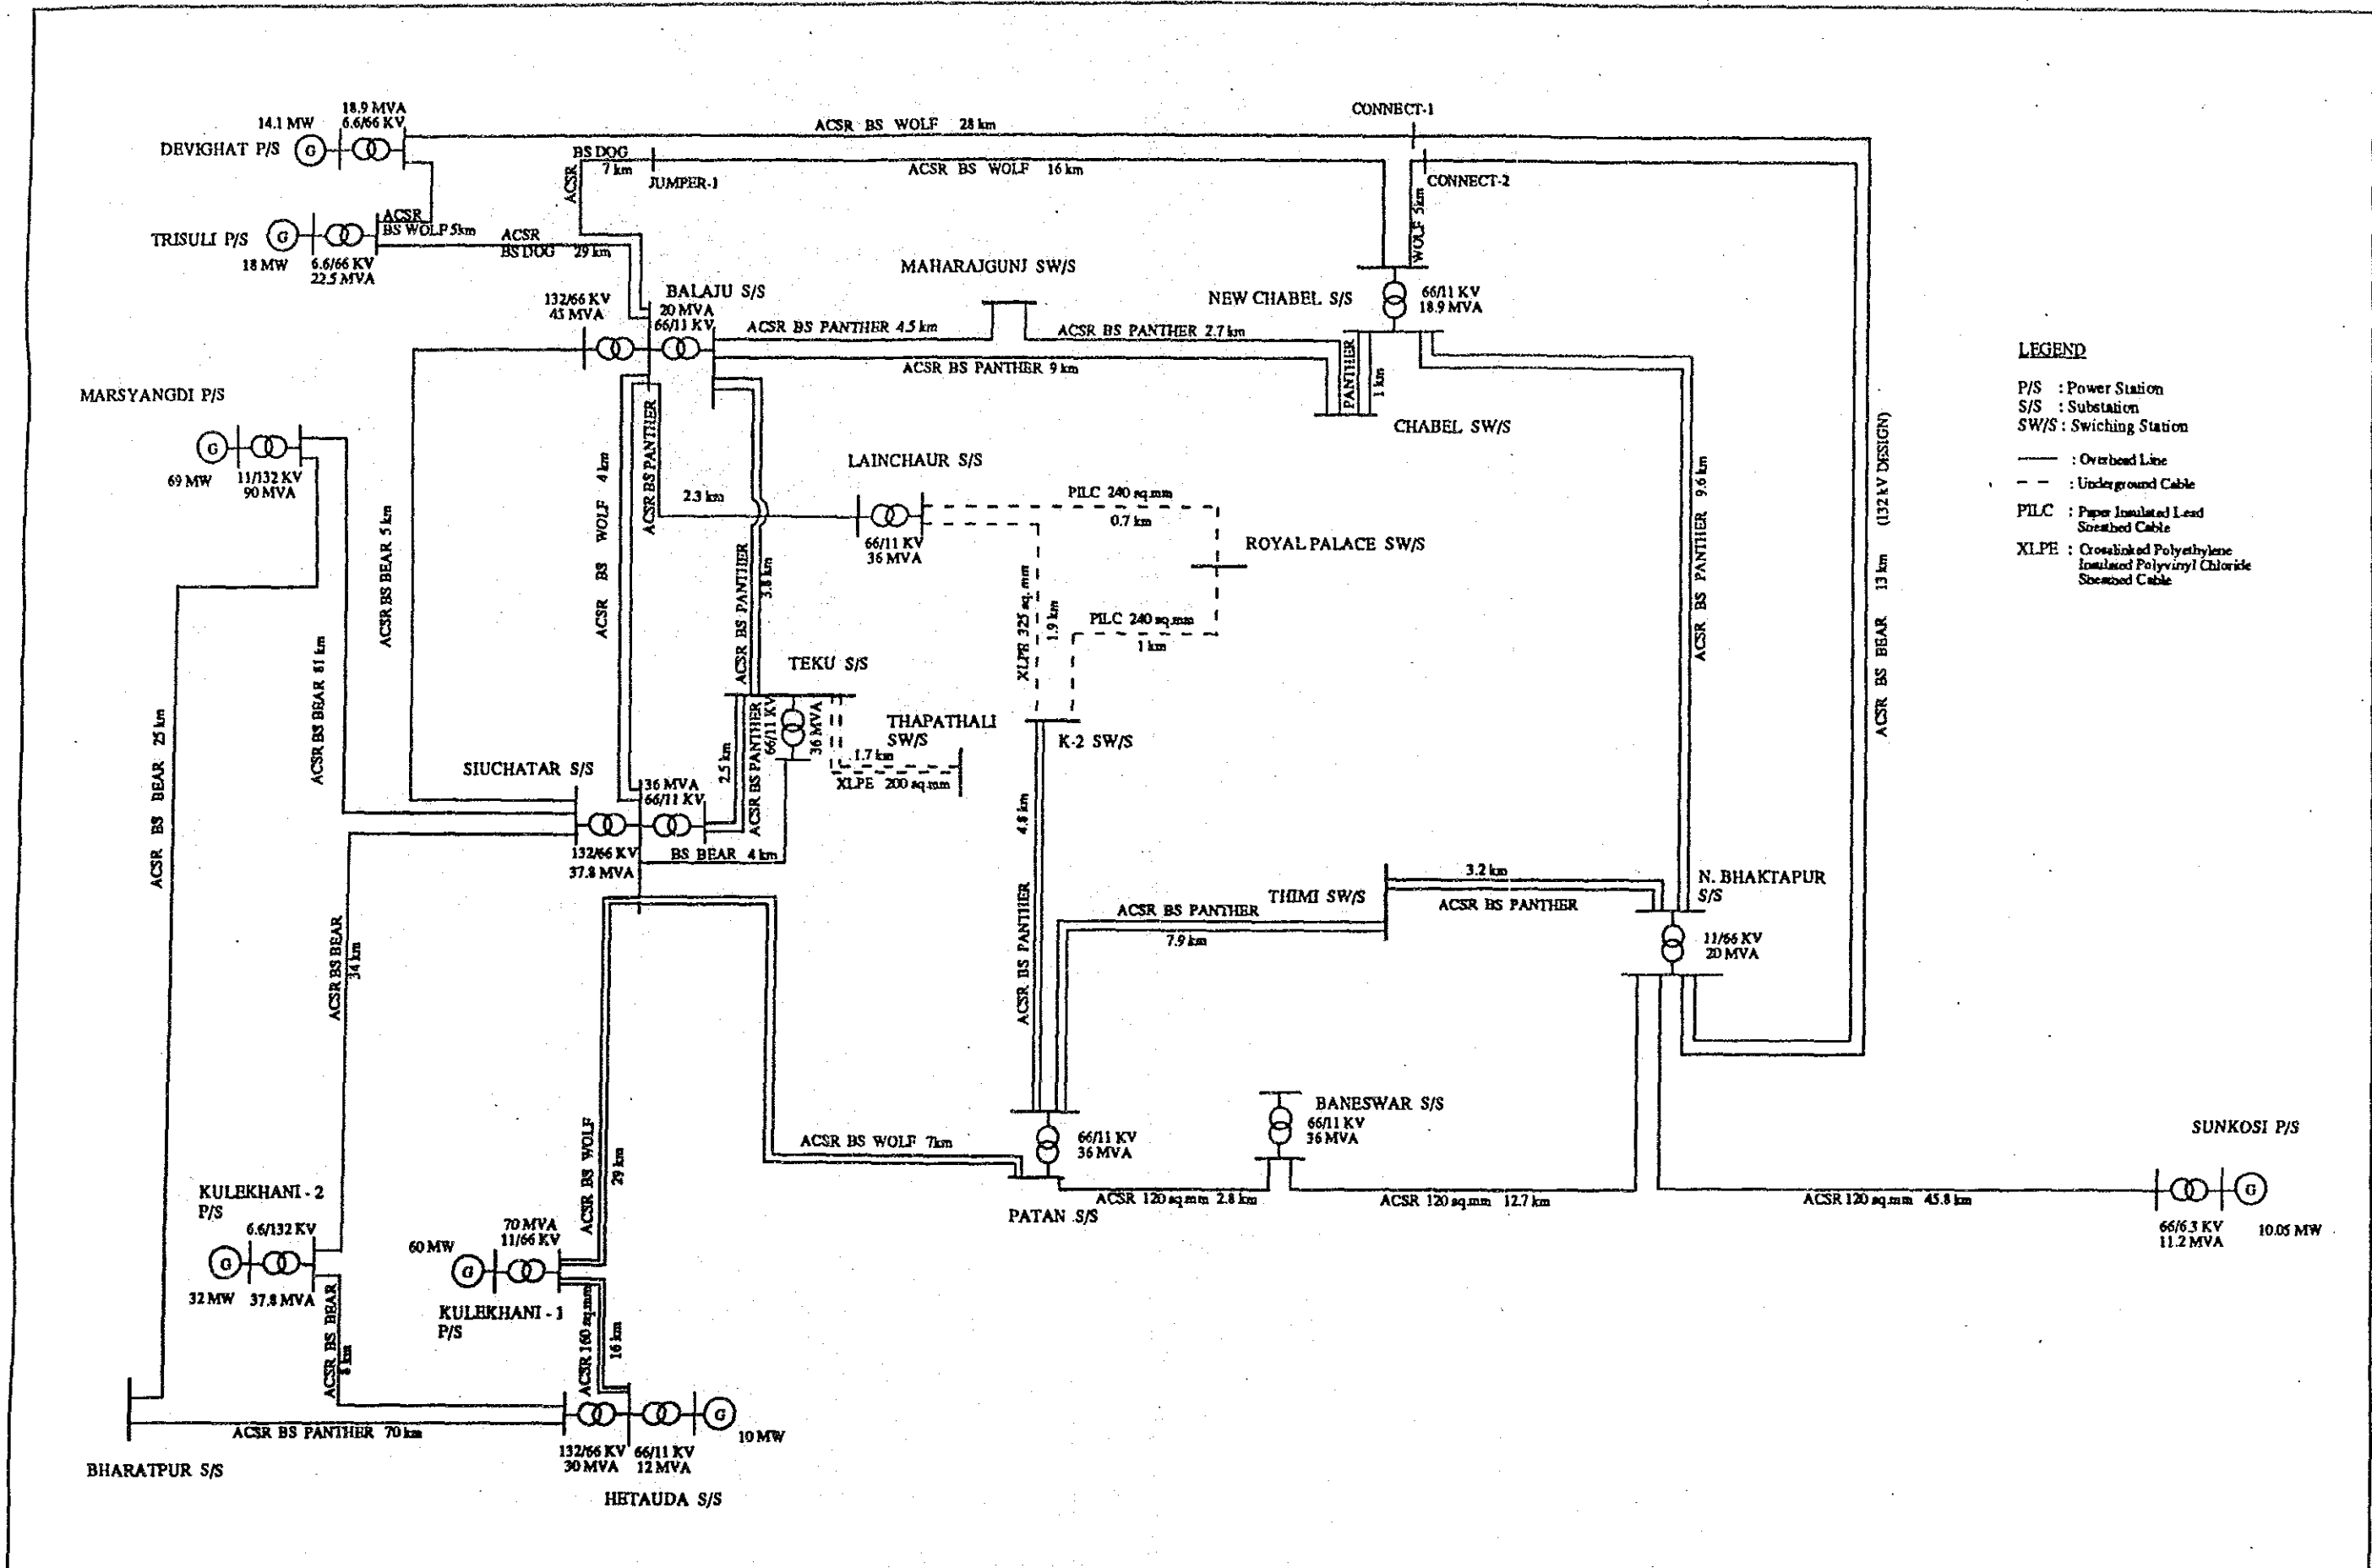 18.9 MVA
14.1 MW
6.6/66 KV
DEVIGHAT P/S
G
ACSR BS WOLF 28 km
CONNECT-1
BS DOG
7 km
ACSR
JUMPER-1
ACSR BS WOLF 16 km
CONNECT-2
WOLF 5km
ACSR
BS WOLP 5km
TRISULI P/S
G
18 MW
6.6/66 KV
22.5 MVA
ACSR
BS DOG 29 km
MAHARAJGUNJ SW/S
132/66 KV
45 MVA
BALAJU S/S
20 MVA
66/11 KV
ACSR BS PANTHER 4.5 km
ACSR BS PANTHER 2.7 km
ACSR BS PANTHER 9 km
NEW CHABEL S/S
66/11 KV
18.9 MVA
PANTHER
1 km
CHABEL SW/S
LEGEND
P/S : Power Station
S/S : Substation
SW/S : Swiching Station
: Overhead Line
: Underground Cable
PILC : Paper Insulated Lead
Sheathed Cable
XLPE : Crosslinked Polyethylene
Insulated Polyvinyl Chloride
Sheathed Cable
MARSYANGDI P/S
G
69 MW
11/132 KV
90 MVA
ACSR BS BEAR 5 km
ACSR BS WOLF 4 km
ACSR BS PANTHER
2.3 km
LAINCHAUR S/S
66/11 KV
36 MVA
PILC 240 sq.mm
0.7 km
ROYAL PALACE SW/S
PILC 240 sq.mm
1 km
XLPE 325 sq.mm
1.9 km
K-2 SW/S
ACSR BS PANTHER
3.8 km
ACSR BS PANTHER 9.6 km
ACSR BS BEAR 13 km (132 kV DESIGN)
ACSR BS BEAR 25 km
ACSR BS BEAR 81 km
TEKU S/S
66/11 KV
36 MVA
THAPATHALI
SW/S
1.7 km
XLPE 200 sq.mm
2.5 km
ACSR BS PANTHER
SIUCHATAR S/S
36 MVA
66/11 KV
132/66 KV
37.8 MVA
BS BEAR 4 km
ACSR BS BEAR
34 km
4.8 km
ACSR BS PANTHER
ACSR BS PANTHER
7.9 km
THIMI SW/S
3.2 km
ACSR BS PANTHER
N. BHAKTAPUR
S/S
11/66 KV
20 MVA
ACSR BS WOLF
29 km
ACSR BS WOLF 7km
66/11 KV
36 MVA
PATAN S/S
BANESWAR S/S
66/11 KV
36 MVA
ACSR 120 sq.mm 2.8 km
ACSR 120 sq.mm 12.7 km
ACSR 120 sq.mm 45.8 km
SUNKOSI P/S
G
66/6.3 KV
11.2 MVA
10.05 MW
KULEKHANI - 2
P/S
6.6/132 KV
G
32 MW
37.8 MVA
70 MVA
11/66 KV
60 MW
G
KULEKHANI - 1
P/S
ACSR BS BEAR
8 km
ACSR 160 sq.mm
16 km
G
10 MW
ACSR BS PANTHER 70 km
132/66 KV
30 MVA
66/11 KV
12 MVA
BHARATPUR S/S
HETAUDA S/S